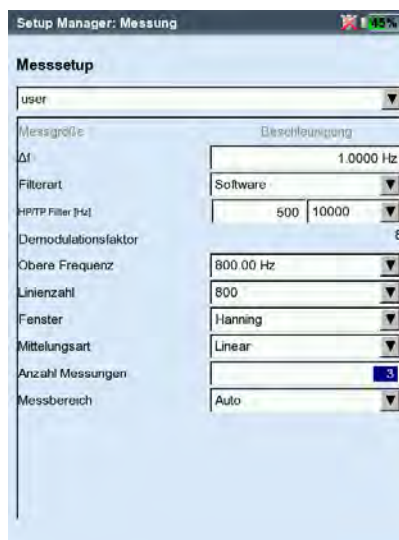 Setup Manager: Messung ! 45%
Messsetup
user
Messgröße Beschleunigung
Δf 1.0000 Hz
Filterart Software
HP/TP Filter [Hz] 500 10000
Demodulationsfaktor 8
Obere Frequenz 800.00 Hz
Linienzahl 800
Fenster Hanning
Mittelungsart Linear
Anzahl Messungen 3
Messbereich Auto